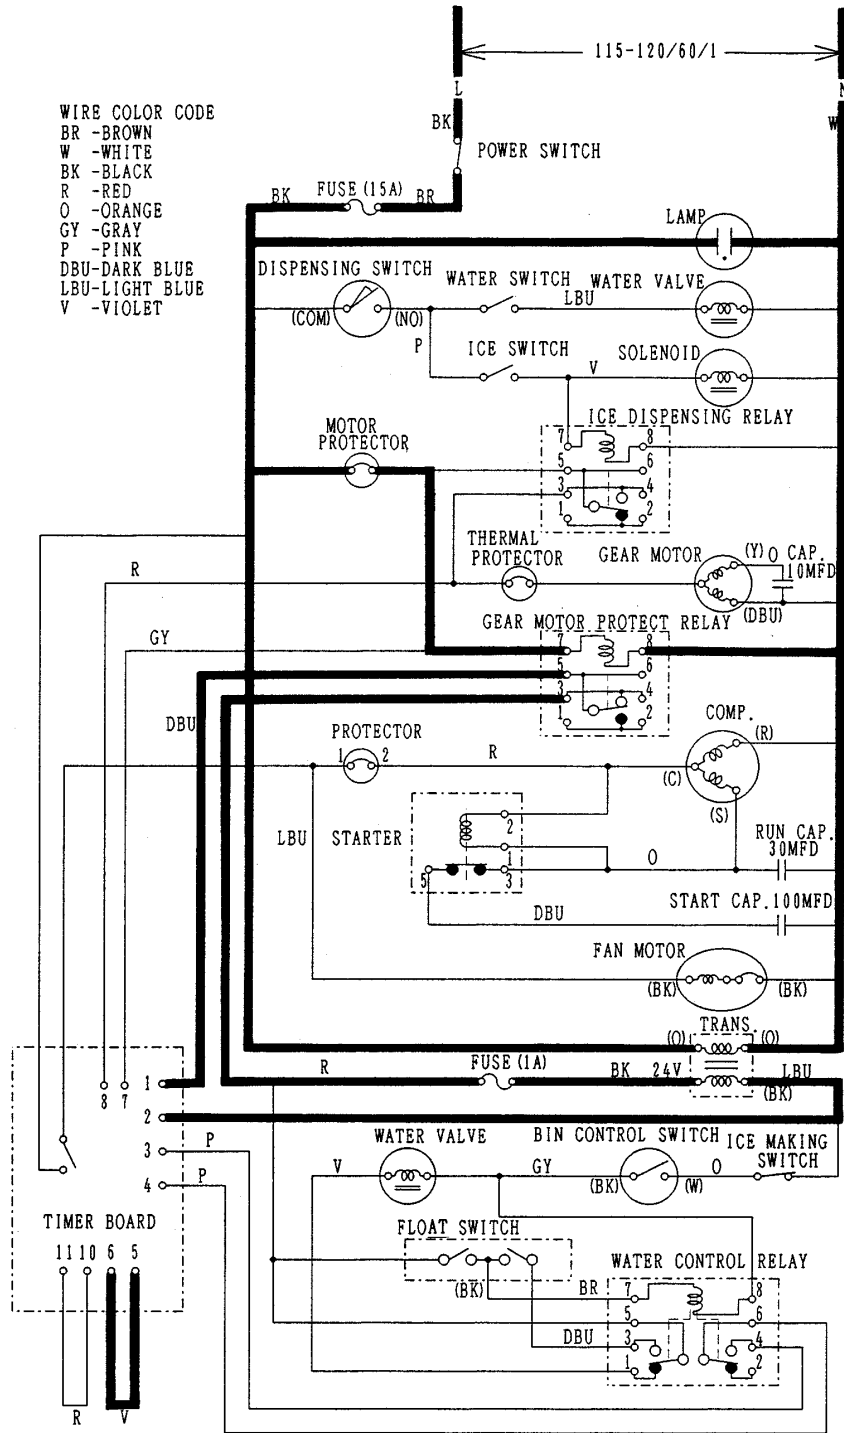 115-120/60/1
L
N
BK
W
POWER SWITCH
WIRE COLOR CODE
BR -BROWN
W -WHITE
BK -BLACK
R -RED
O -ORANGE
GY -GRAY
P -PINK
DBU-DARK BLUE
LBU-LIGHT BLUE
V -VIOLET
BK
FUSE (15A)
BR
LAMP
DISPENSING SWITCH
WATER SWITCH
WATER VALVE
LBU
(COM)
(NO)
P
ICE SWITCH
SOLENOID
V
ICE DISPENSING RELAY
MOTOR
PROTECTOR
7 8
5 6
3 4
1 2
THERMAL
PROTECTOR
GEAR MOTOR
(Y) O CAP.
10MFD
R
(DBU)
GEAR MOTOR PROTECT RELAY
GY
7 8
5 6
3 4
1 2
DBU
PROTECTOR
1 2
R
COMP.
(R)
(C)
(S)
LBU
STARTER
2
1
5 3
O
RUN CAP.
30MFD
DBU
START CAP.100MFD
FAN MOTOR
(BK) (BK)
TRANS.
(O) (O)
R
FUSE (1A)
BK 24V
LBU
(BK)
8 7 1
2
3
4
P
P
WATER VALVE
BIN CONTROL SWITCH
ICE MAKING
SWITCH
V
GY
(BK) (W)
O
TIMER BOARD
11 10 6 5
FLOAT SWITCH
(BK)
WATER CONTROL RELAY
BR
DBU
7 8
5 6
3 4
1 2
R
V